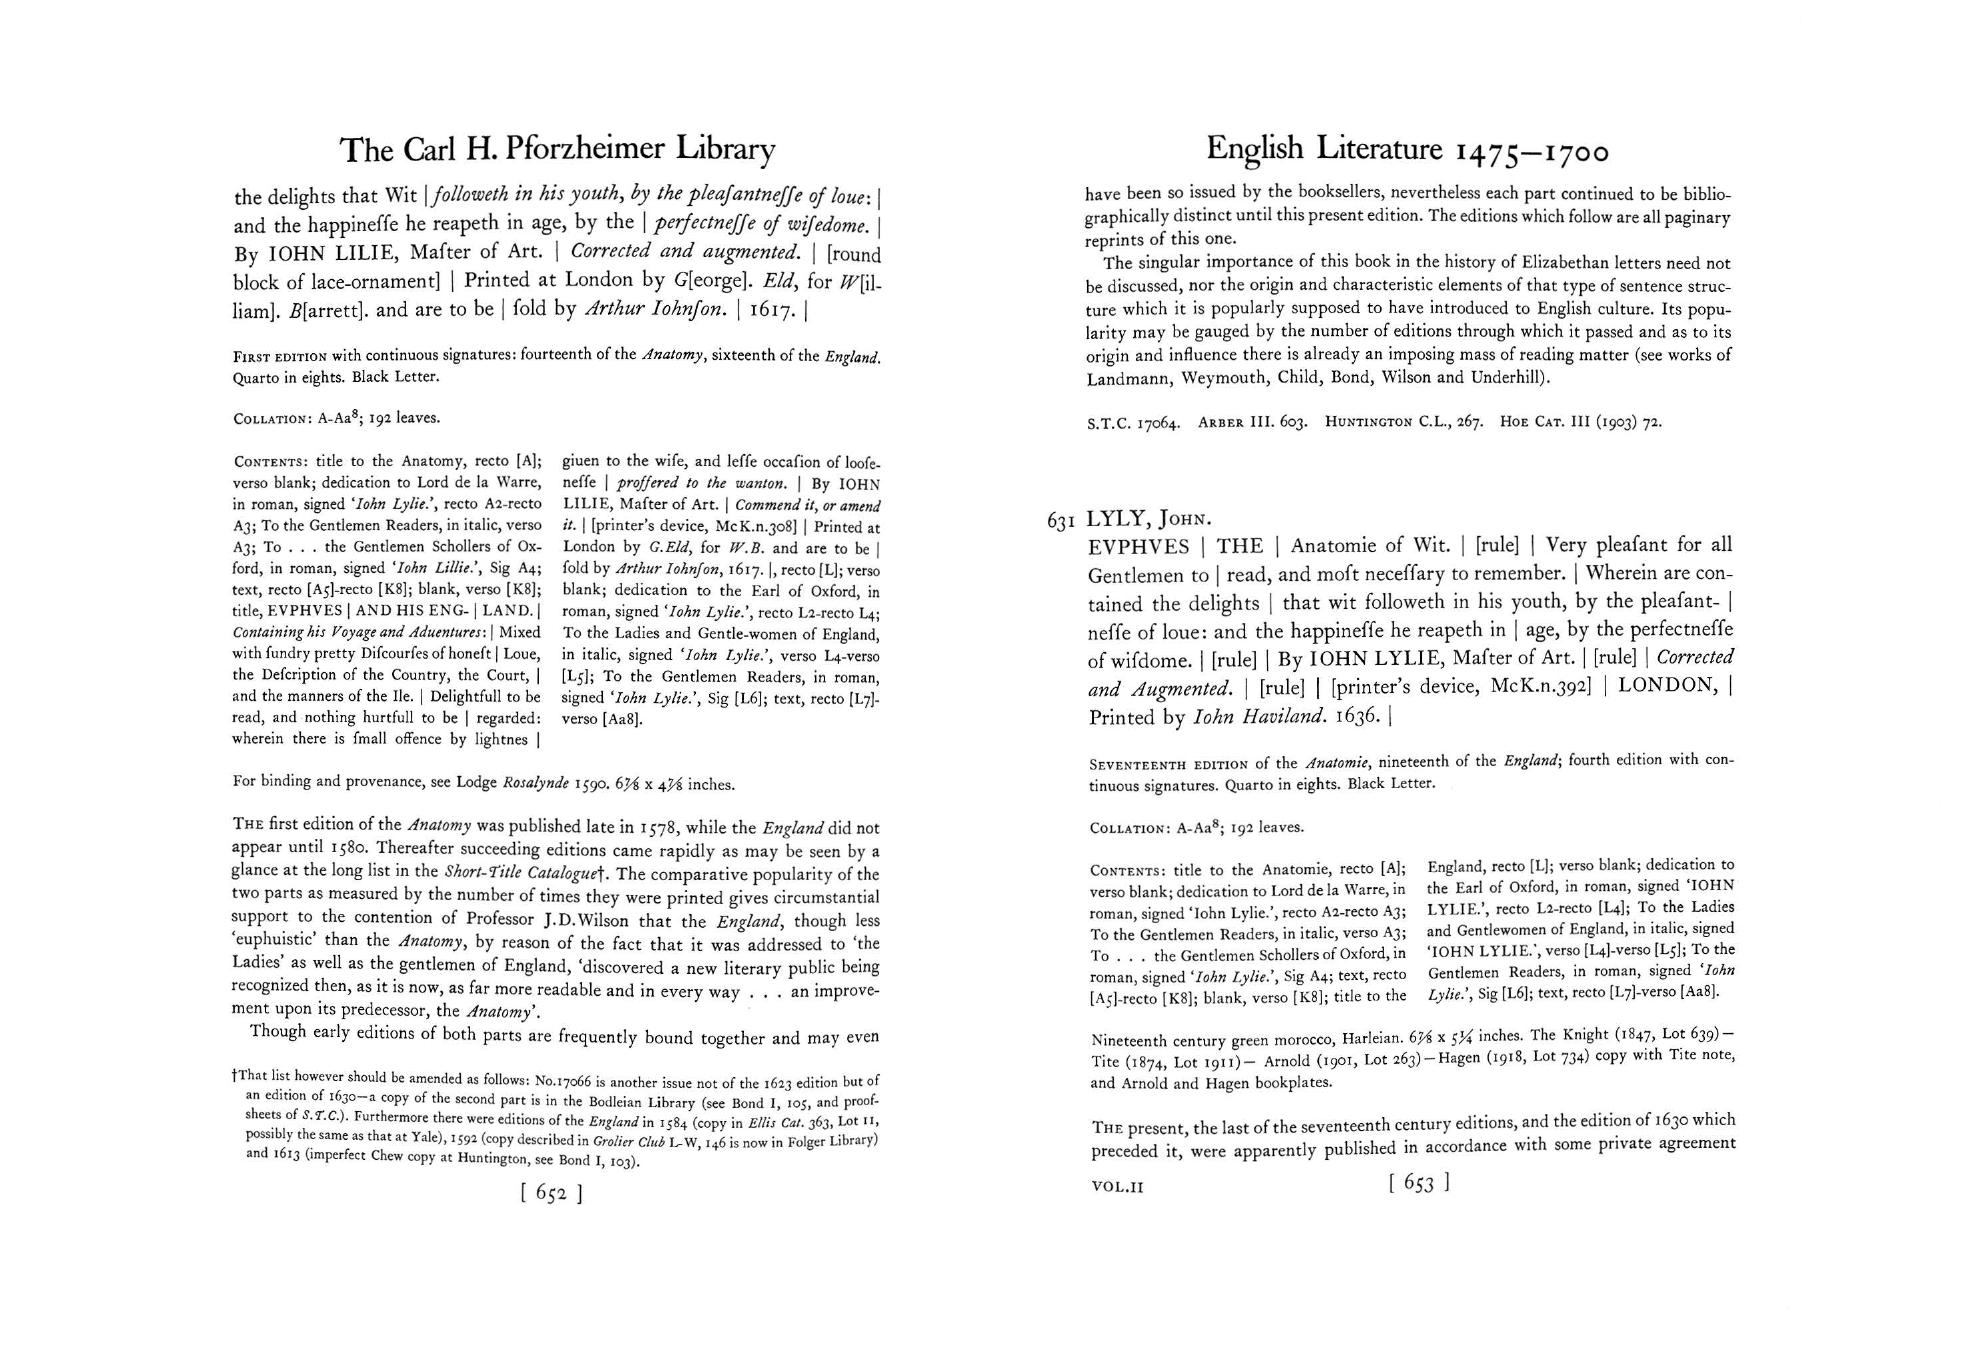 The Carl H. Pforzheimer Library
the delights that Wit | followeth in his youth, by the pleaſantneſſe of loue: |
and the happineſſe he reapeth in age, by the | perfectneſſe of wiſedome. |
By IOHN LILIE, Maſter of Art. | Corrected and augmented. | [round
block of lace-ornament] | Printed at London by G[eorge]. Eld, for W[il-
liam]. B[arrett]. and are to be | ſold by Arthur Iohnſon. | 1617. |
FIRST EDITION with continuous signatures: fourteenth of the Anatomy, sixteenth of the England.
Quarto in eights. Black Letter.
COLLATION: A-Aa⁸; 192 leaves.
CONTENTS: title to the Anatomy, recto [A];
verso blank; dedication to Lord de la Warre,
in roman, signed ‘Iohn Lylie.’, recto A2-recto
A3; To the Gentlemen Readers, in italic, verso
A3; To . . . the Gentlemen Schollers of Ox-
ford, in roman, signed ‘Iohn Lillie.’, Sig A4;
text, recto [A5]-recto [K8]; blank, verso [K8];
title, EVPHVES | AND HIS ENG- | LAND. |
Containing his Voyage and Aduentures: | Mixed
with ſundry pretty Diſcourſes of honeſt | Loue,
the Deſcription of the Country, the Court, |
and the manners of the Ile. | Delightfull to be
read, and nothing hurtfull to be | regarded:
wherein there is ſmall offence by lightnes |
giuen to the wiſe, and leſſe occaſion of looſe-
neſſe | proffered to the wanton. | By IOHN
LILIE, Maſter of Art. | Commend it, or amend
it. | [printer's device, McK.n.308] | Printed at
London by G.Eld, for W.B. and are to be |
ſold by Arthur Iohnſon, 1617. |, recto [L]; verso
blank; dedication to the Earl of Oxford, in
roman, signed ‘Iohn Lylie.’, recto L2-recto L4;
To the Ladies and Gentle-women of England,
in italic, signed ‘Iohn Lylie.’, verso L4-verso
[L5]; To the Gentlemen Readers, in roman,
signed ‘Iohn Lylie.’, Sig [L6]; text, recto [L7]-
verso [Aa8].
For binding and provenance, see Lodge Rosalynde 1590. 6⅞ x 4⅞ inches.
THE first edition of the Anatomy was published late in 1578, while the England did not
appear until 1580. Thereafter succeeding editions came rapidly as may be seen by a
glance at the long list in the Short-Title Catalogue†. The comparative popularity of the
two parts as measured by the number of times they were printed gives circumstantial
support to the contention of Professor J.D.Wilson that the England, though less
‘euphuistic’ than the Anatomy, by reason of the fact that it was addressed to ‘the
Ladies’ as well as the gentlemen of England, ‘discovered a new literary public being
recognized then, as it is now, as far more readable and in every way . . . an improve-
ment upon its predecessor, the Anatomy’.
Though early editions of both parts are frequently bound together and may even
†That list however should be amended as follows: No.17066 is another issue not of the 1623 edition but of
an edition of 1630—a copy of the second part is in the Bodleian Library (see Bond I, 105, and proof-
sheets of S.T.C.). Furthermore there were editions of the England in 1584 (copy in Ellis Cat. 363, Lot 11,
possibly the same as that at Yale), 1592 (copy described in Grolier Club L-W, 146 is now in Folger Library)
and 1613 (imperfect Chew copy at Huntington, see Bond I, 103).
[ 652 ]
English Literature 1475—1700
have been so issued by the booksellers, nevertheless each part continued to be biblio-
graphically distinct until this present edition. The editions which follow are all paginary
reprints of this one.
The singular importance of this book in the history of Elizabethan letters need not
be discussed, nor the origin and characteristic elements of that type of sentence struc-
ture which it is popularly supposed to have introduced to English culture. Its popu-
larity may be gauged by the number of editions through which it passed and as to its
origin and influence there is already an imposing mass of reading matter (see works of
Landmann, Weymouth, Child, Bond, Wilson and Underhill).
S.T.C. 17064. ARBER III. 603. HUNTINGTON C.L., 267. HOE CAT. III (1903) 72.
631 LYLY, JOHN.
EVPHVES | THE | Anatomie of Wit. | [rule] | Very pleaſant for all
Gentlemen to | read, and moſt neceſſary to remember. | Wherein are con-
tained the delights | that wit followeth in his youth, by the pleaſant- |
neſſe of loue: and the happineſſe he reapeth in | age, by the perfectneſſe
of wiſdome. | [rule] | By IOHN LYLIE, Maſter of Art. | [rule] | Corrected
and Augmented. | [rule] | [printer's device, McK.n.392] | LONDON, |
Printed by Iohn Haviland. 1636. |
SEVENTEENTH EDITION of the Anatomie, nineteenth of the England; fourth edition with con-
tinuous signatures. Quarto in eights. Black Letter.
COLLATION: A-Aa⁸; 192 leaves.
CONTENTS: title to the Anatomie, recto [A];
verso blank; dedication to Lord de la Warre, in
roman, signed ‘Iohn Lylie.’, recto A2-recto A3;
To the Gentlemen Readers, in italic, verso A3;
To . . . the Gentlemen Schollers of Oxford, in
roman, signed ‘Iohn Lylie.’, Sig A4; text, recto
[A5]-recto [K8]; blank, verso [K8]; title to the
England, recto [L]; verso blank; dedication to
the Earl of Oxford, in roman, signed ‘IOHN
LYLIE.’, recto L2-recto [L4]; To the Ladies
and Gentlewomen of England, in italic, signed
‘IOHN LYLIE.’, verso [L4]-verso [L5]; To the
Gentlemen Readers, in roman, signed ‘Iohn
Lylie.’, Sig [L6]; text, recto [L7]-verso [Aa8].
Nineteenth century green morocco, Harleian. 6⅞ x 5¼ inches. The Knight (1847, Lot 639)—
Tite (1874, Lot 1911)— Arnold (1901, Lot 263)—Hagen (1918, Lot 734) copy with Tite note,
and Arnold and Hagen bookplates.
THE present, the last of the seventeenth century editions, and the edition of 1630 which
preceded it, were apparently published in accordance with some private agreement
VOL.II
[ 653 ]